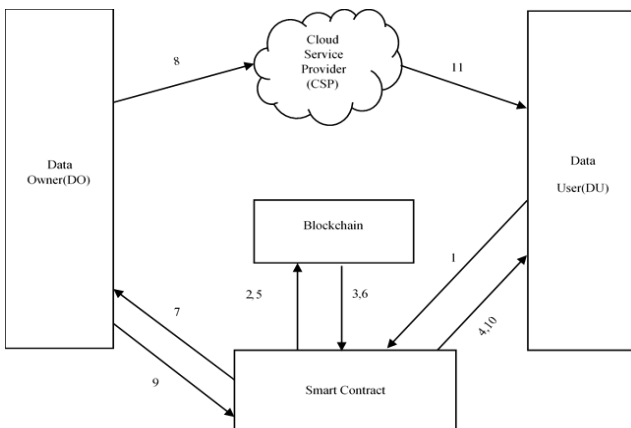 Cloud
Service
Provider
(CSP)
8
11
Data
Owner(DO)
Data
User(DU)
Blockchain
1
2,5
3,6
7
4,10
9
Smart Contract